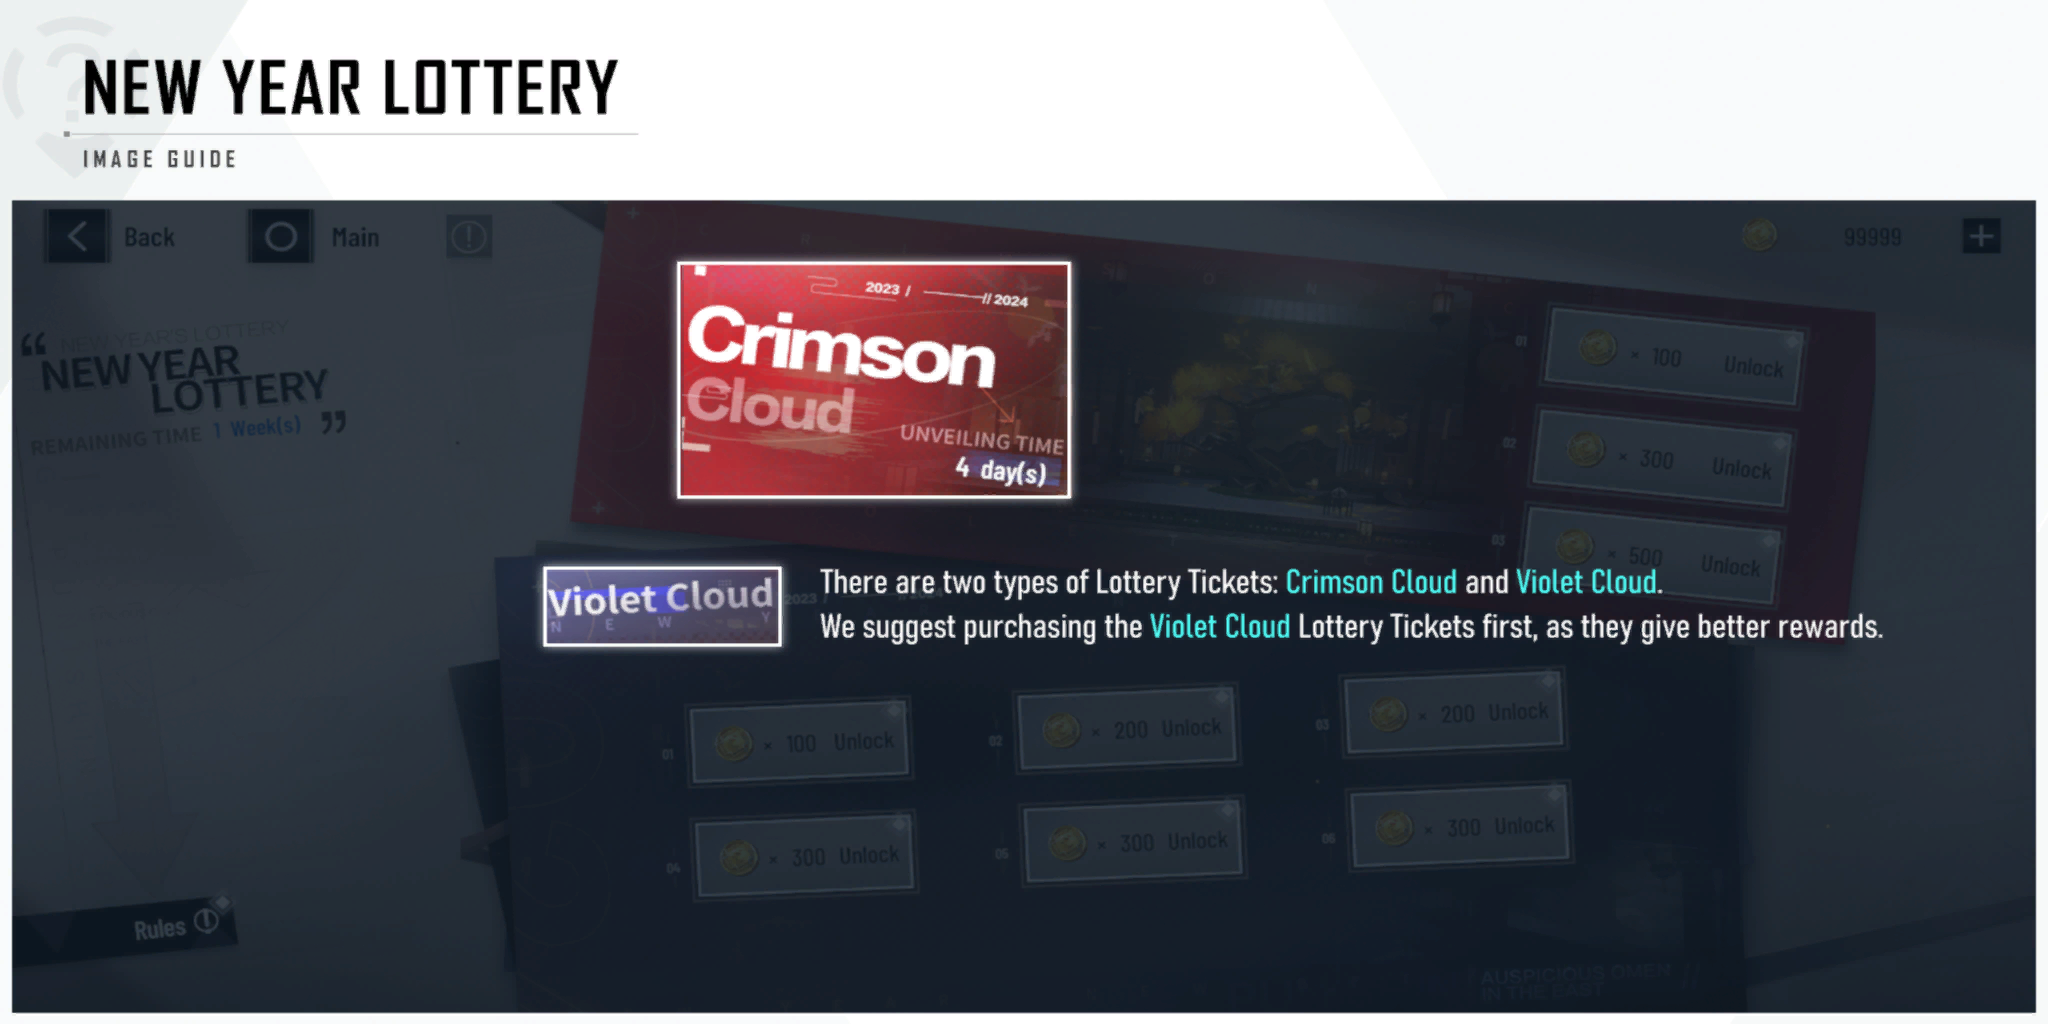 NEW YEAR LOTTERY
IMAGE GUIDE
Back
Main
99999
NEW YEAR'S LOTTERY
“ NEW YEAR
LOTTERY
REMAINING TIME 1 Week(s) ”
2023 / // 2024
Crimson
Cloud
UNVEILING TIME
4 day(s)
01
× 100 Unlock
02
× 300 Unlock
03
× 500 Unlock
Violet Cloud
N E W Y
2023 /
There are two types of Lottery Tickets: Crimson Cloud and Violet Cloud.
We suggest purchasing the Violet Cloud Lottery Tickets first, as they give better rewards.
01 × 100 Unlock
02 × 200 Unlock
03 × 200 Unlock
04 × 300 Unlock
05 × 300 Unlock
06 × 300 Unlock
Rules
AUSPICIOUS OMEN
IN THE EAST